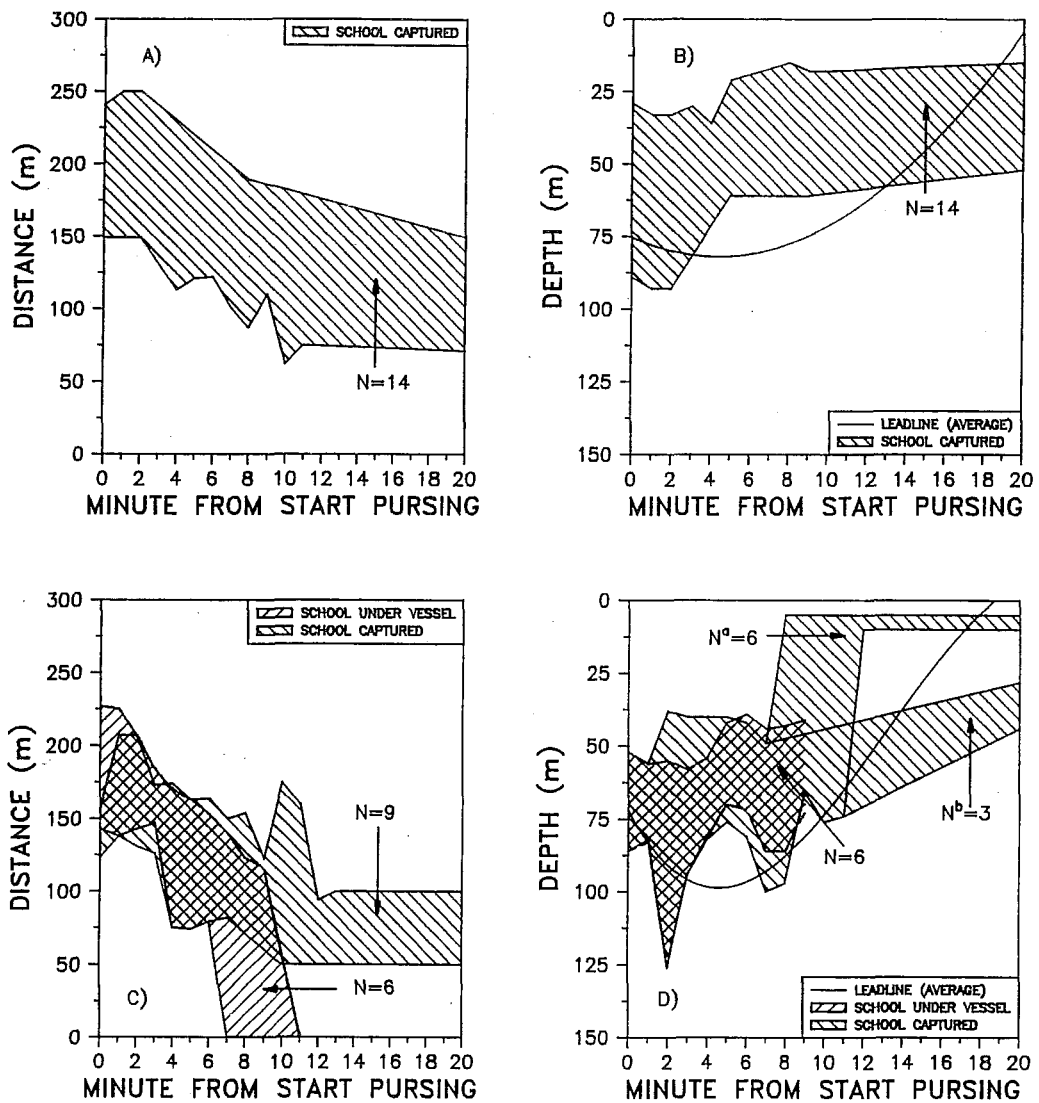 300
250
200
150
100
50
0
DISTANCE (m)
A)
SCHOOL CAPTURED
N=14
0 2 4 6 8 10 12 14 16 18 20
MINUTE FROM START PURSING
0
25
50
75
100
125
150
DEPTH (m)
B)
N=14
LEADLINE (AVERAGE)
SCHOOL CAPTURED
0 2 4 6 8 10 12 14 16 18 20
MINUTE FROM START PURSING
300
250
200
150
100
50
0
DISTANCE (m)
SCHOOL UNDER VESSEL
SCHOOL CAPTURED
N=9
N=6
C)
0 2 4 6 8 10 12 14 16 18 20
MINUTE FROM START PURSING
0
25
50
75
100
125
150
DEPTH (m)
Nᵃ=6
Nᵇ=3
N=6
D)
LEADLINE (AVERAGE)
SCHOOL UNDER VESSEL
SCHOOL CAPTURED
0 2 4 6 8 10 12 14 16 18 20
MINUTE FROM START PURSING